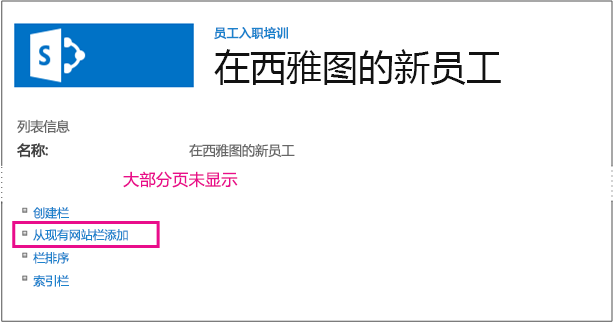 S
员工入职培训
在西雅图的新员工
列表信息
名称: 在西雅图的新员工
大部分页未显示
创建栏
从现有网站栏添加
栏排序
索引栏